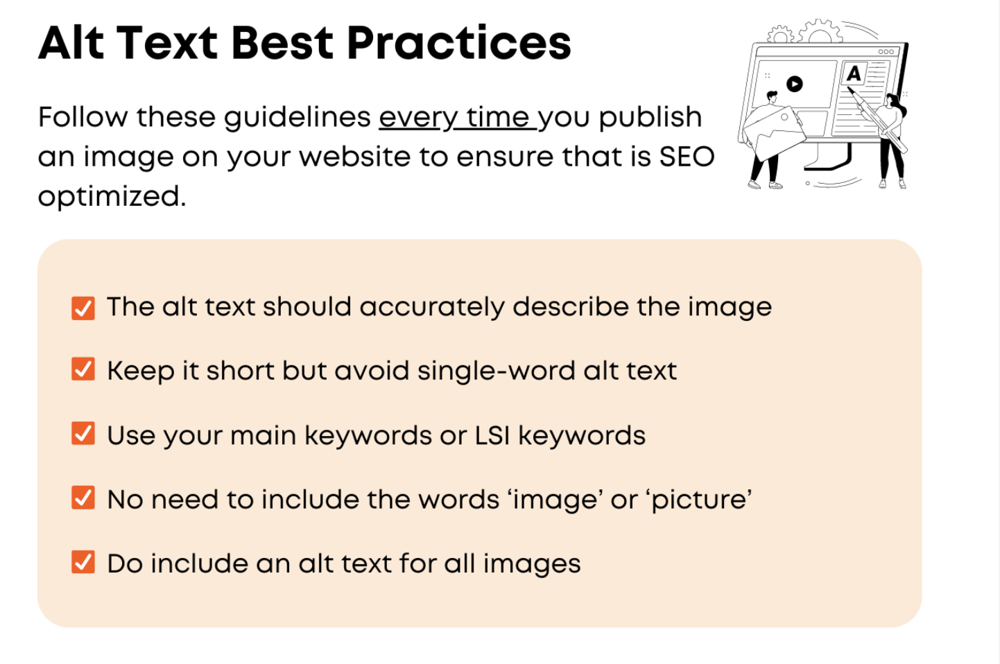 Alt Text Best Practices
Follow these guidelines every time you publish
an image on your website to ensure that is SEO
optimized.
A
The alt text should accurately describe the image
Keep it short but avoid single-word alt text
Use your main keywords or LSI keywords
No need to include the words ‘image’ or ‘picture’
Do include an alt text for all images